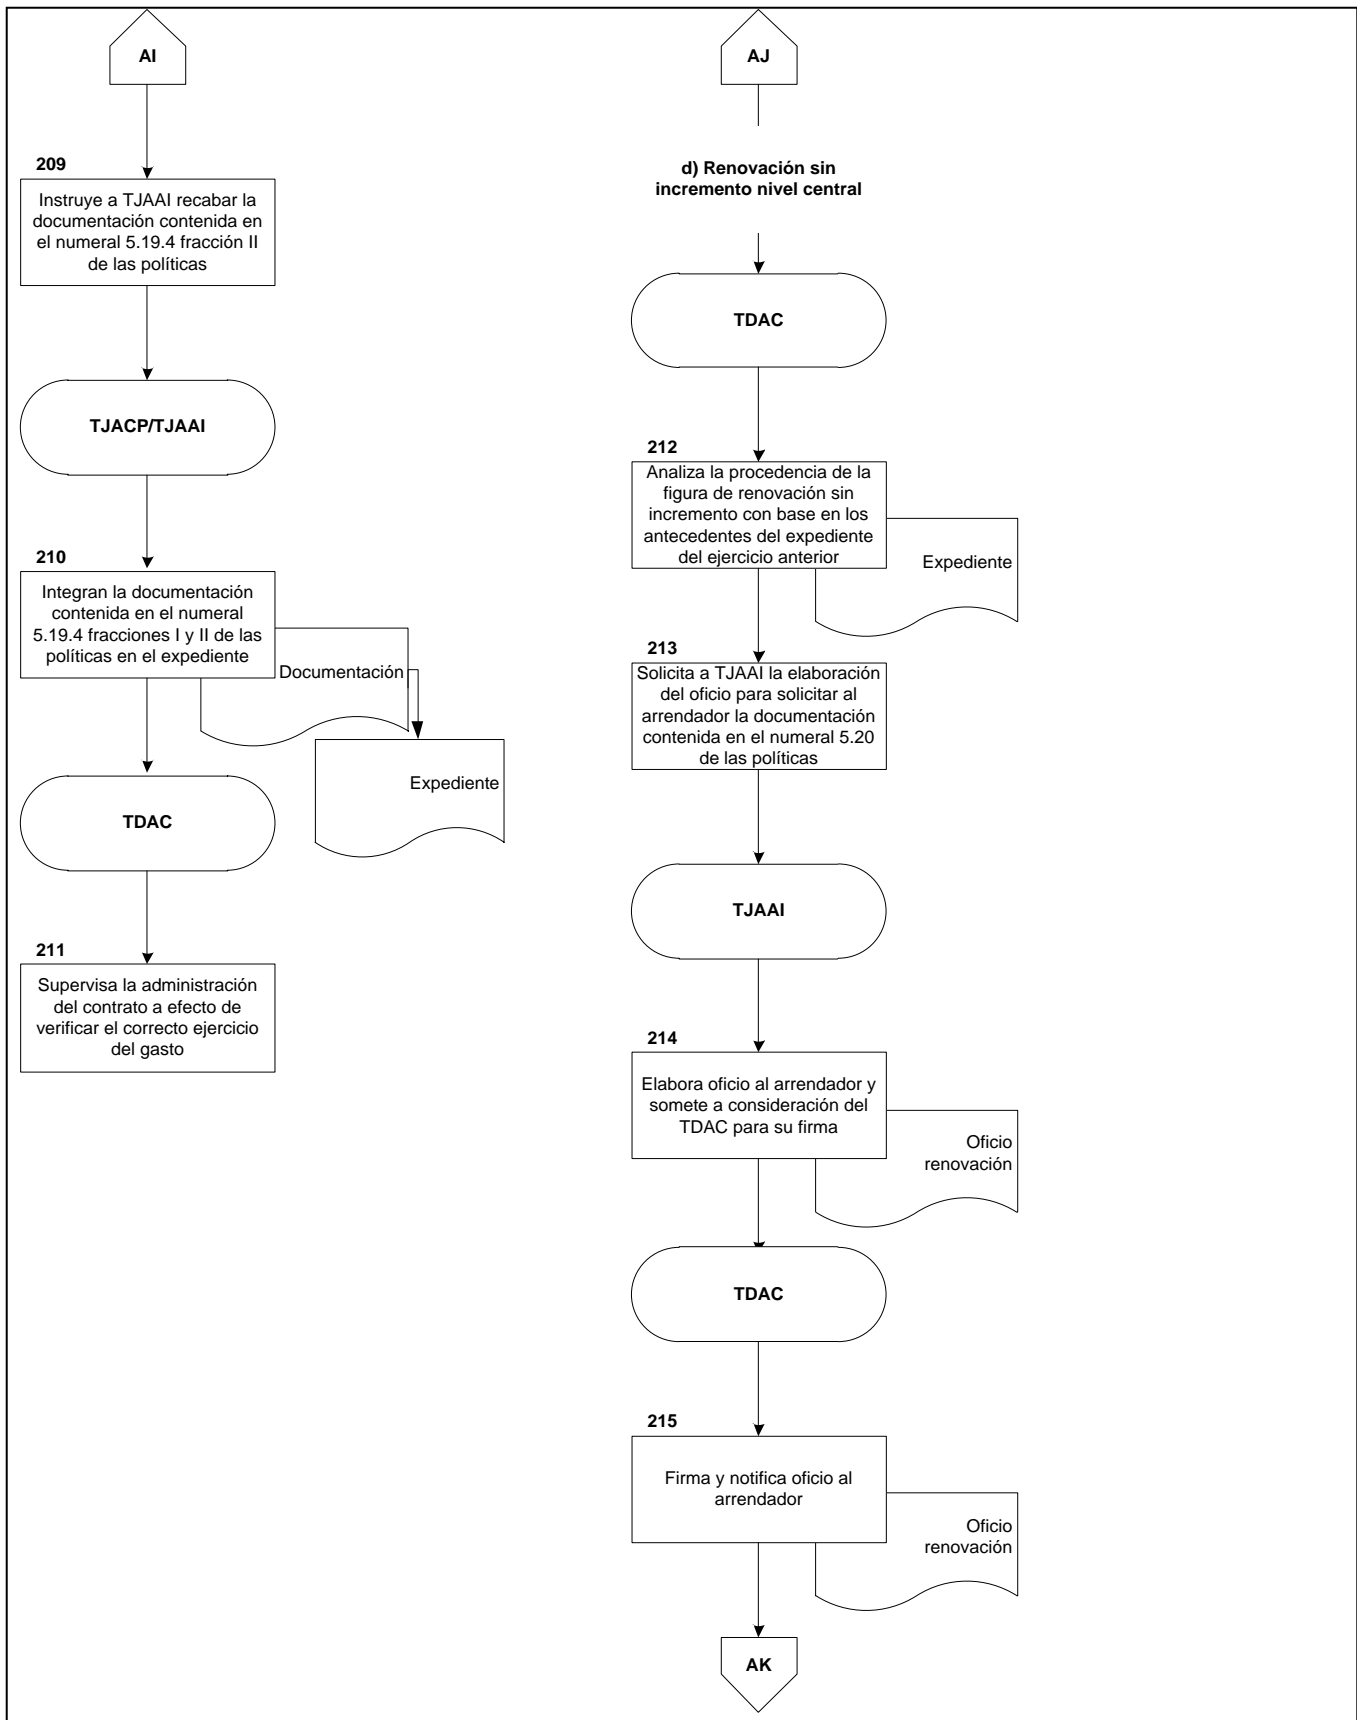 AI
209
Instruye a TJAAI recabar la
documentación contenida en
el numeral 5.19.4 fracción II
de las políticas
TJACP/TJAAI
210
Integran la documentación
contenida en el numeral
5.19.4 fracciones I y II de las
políticas en el expediente
Documentación
Expediente
TDAC
211
Supervisa la administración
del contrato a efecto de
verificar el correcto ejercicio
del gasto
AJ
d) Renovación sin
incremento nivel central
TDAC
212
Analiza la procedencia de la
figura de renovación sin
incremento con base en los
antecedentes del expediente
del ejercicio anterior
Expediente
213
Solicita a TJAAI la elaboración
del oficio para solicitar al
arrendador la documentación
contenida en el numeral 5.20
de las políticas
TJAAI
214
Elabora oficio al arrendador y
somete a consideración del
TDAC para su firma
Oficio
renovación
TDAC
215
Firma y notifica oficio al
arrendador
Oficio
renovación
AK